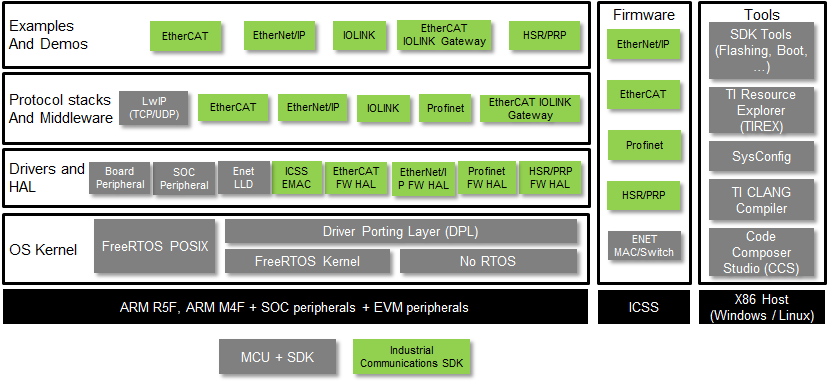 Examples
And Demos
EtherCAT
EtherNet/IP
IOLINK
EtherCAT
IOLINK Gateway
HSR/PRP
Protocol stacks
And Middleware
LwIP
(TCP/UDP)
EtherCAT
EtherNet/IP
IOLINK
Profinet
EtherCAT IOLINK
Gateway
Drivers and
HAL
Board
Peripheral
SOC
Peripheral
Enet
LLD
ICSS
EMAC
EtherCAT
FW HAL
EtherNet/I
P FW HAL
Profinet
FW HAL
HSR/PRP
FW HAL
OS Kernel
FreeRTOS POSIX
Driver Porting Layer (DPL)
FreeRTOS Kernel
No RTOS
ARM R5F, ARM M4F + SOC peripherals + EVM peripherals
Firmware
EtherNet/IP
EtherCAT
Profinet
HSR/PRP
ENET
MAC/Switch
ICSS
Tools
SDK Tools
(Flashing, Boot,
…)
TI Resource
Explorer
(TIREX)
SysConfig
TI CLANG
Compiler
Code
Composer
Studio (CCS)
X86 Host
(Windows / Linux)
MCU + SDK
Industrial
Communications SDK